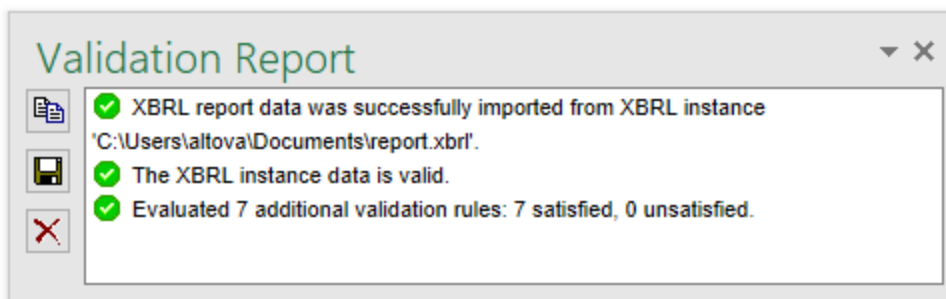 Validation Report
XBRL report data was successfully imported from XBRL instance
'C:\Users\altova\Documents\report.xbrl'.
The XBRL instance data is valid.
Evaluated 7 additional validation rules: 7 satisfied, 0 unsatisfied.